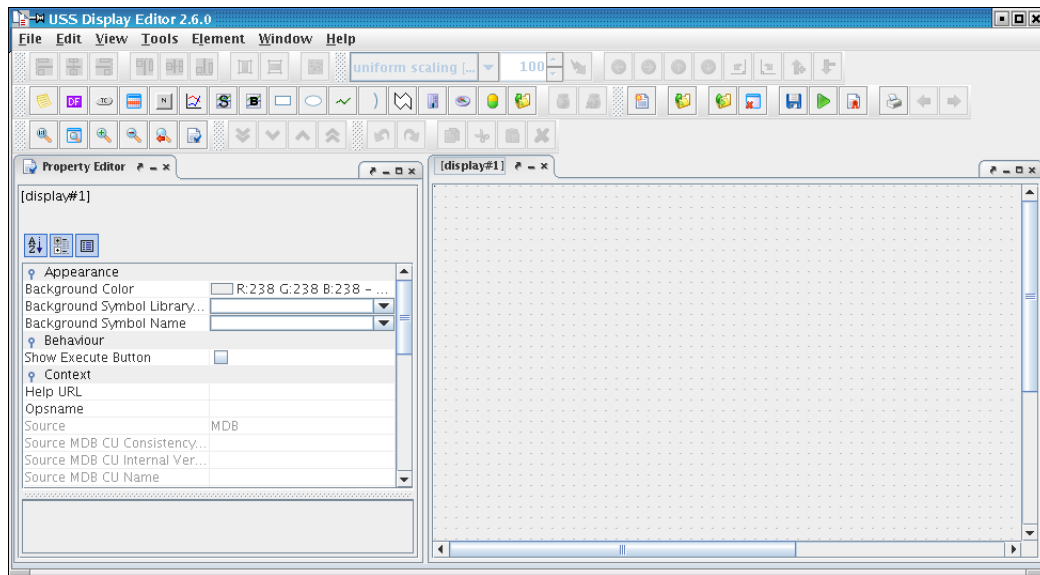 USS Display Editor 2.6.0
File Edit View Tools Element Window Help
uniform scaling [... 100
DF TC N S B
Property Editor
[display#1]
[display#1]
A
Z
Appearance
Background Color R:238 G:238 B:238 – ...
Background Symbol Library...
Background Symbol Name
Behaviour
Show Execute Button
Context
Help URL
Opsname
Source MDB
Source MDB CU Consistency...
Source MDB CU Internal Ver...
Source MDB CU Name